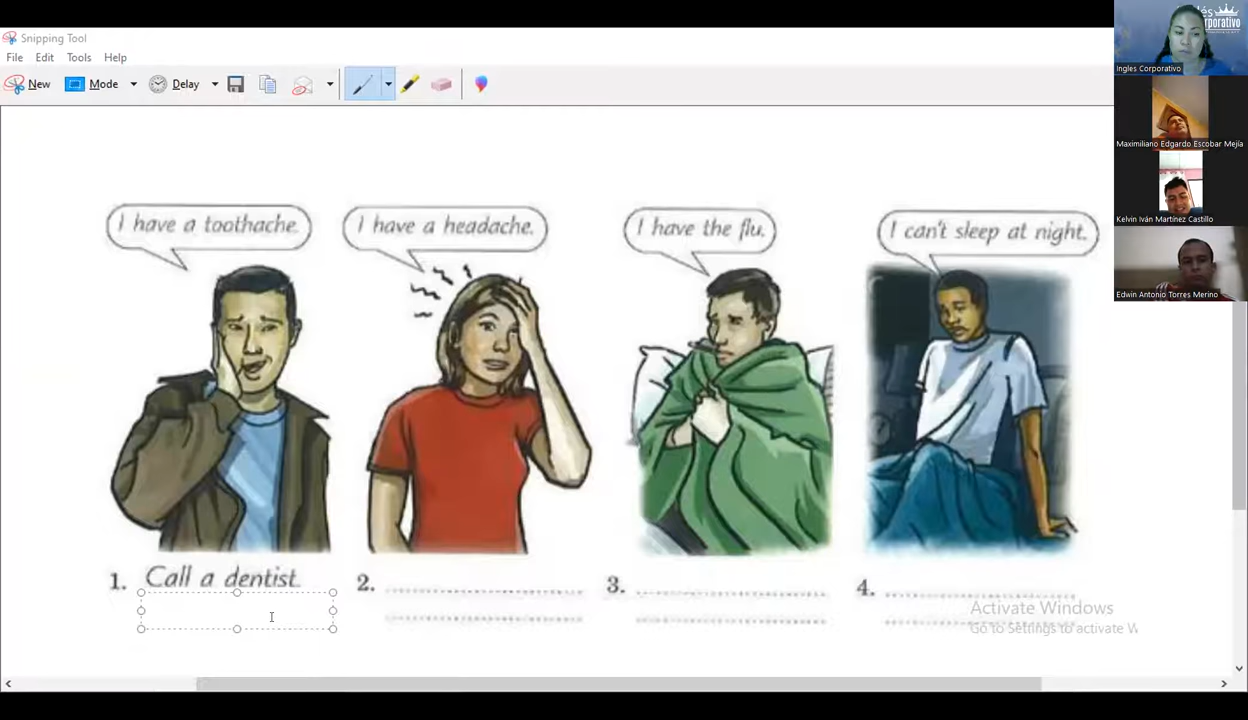 Snipping Tool
File Edit Tools Help
New Mode Delay
I have a toothache.
I have a headache.
I have the flu.
I can't sleep at night.
1. Call a dentist.
2.
3.
4.
Activate Windows
Go to Settings to activate W
Ingles Corporativo
Maximiliano Edgardo Escobar Mejía
Kelvin Iván Martínez Castillo
Edwin Antonio Torres Merino